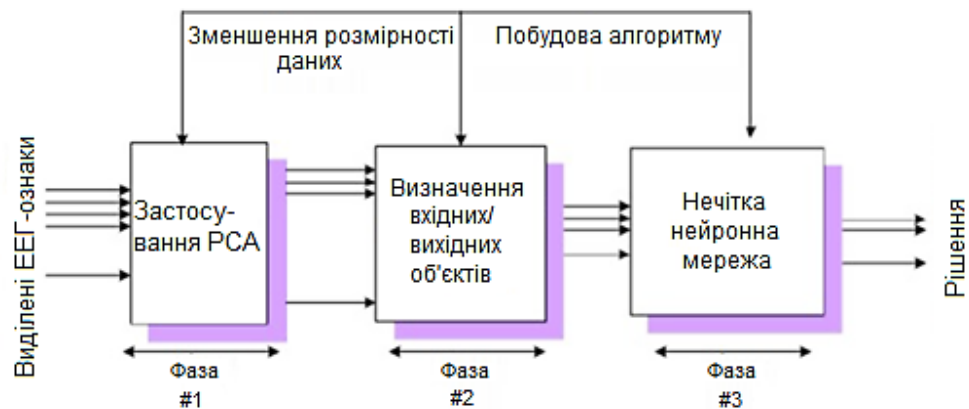 Зменшення розмірності
даних
Побудова алгоритму
Виділені ЕЕГ-ознаки
Застосу-
вання РСА
Визначення
вхідних/
вихідних
об'єктів
Нечітка
нейронна
мережа
Рішення
Фаза
#1
Фаза
#2
Фаза
#3